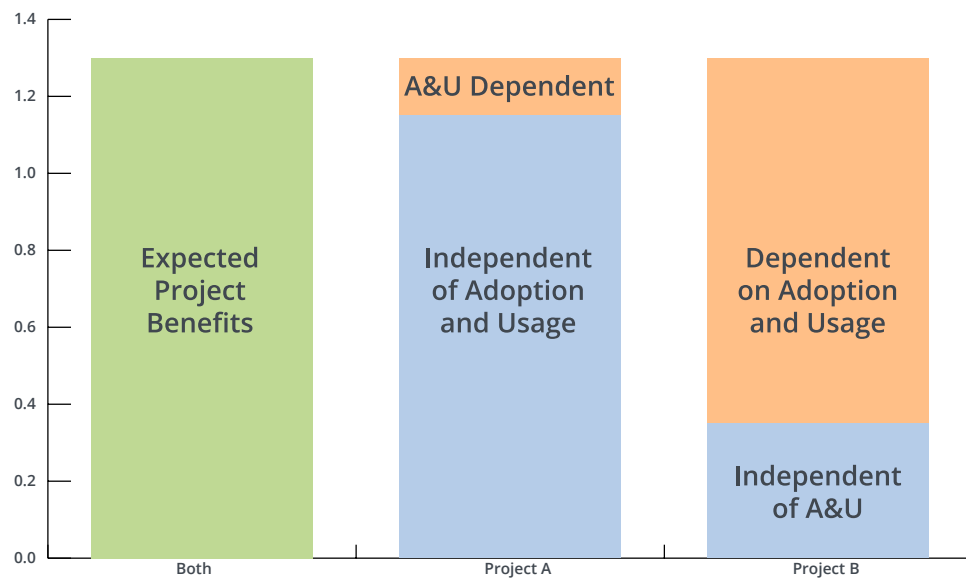 1.4
1.2
1.0
0.8
0.6
0.4
0.2
0.0
Expected
Project
Benefits
A&U Dependent
Independent
of Adoption
and Usage
Dependent
on Adoption
and Usage
Independent
of A&U
Both
Project A
Project B